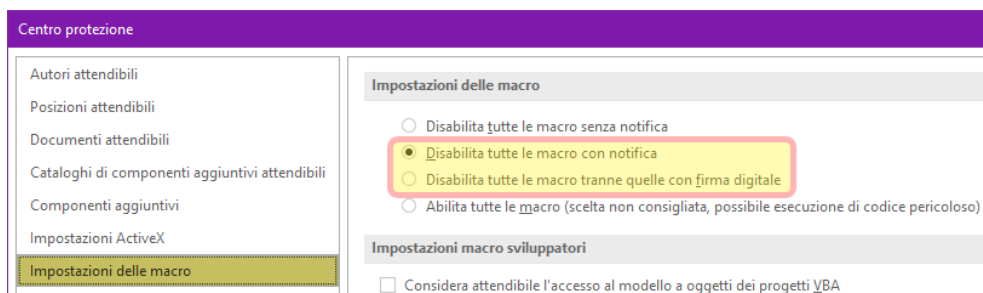 Centro protezione
Autori attendibili
Posizioni attendibili
Documenti attendibili
Cataloghi di componenti aggiuntivi attendibili
Componenti aggiuntivi
Impostazioni ActiveX
Impostazioni delle macro
Impostazioni delle macro
Disabilita tutte le macro senza notifica
Disabilita tutte le macro con notifica
Disabilita tutte le macro tranne quelle con firma digitale
Abilita tutte le macro (scelta non consigliata, possibile esecuzione di codice pericoloso)
Impostazioni macro sviluppatori
Considera attendibile l'accesso al modello a oggetti dei progetti VBA